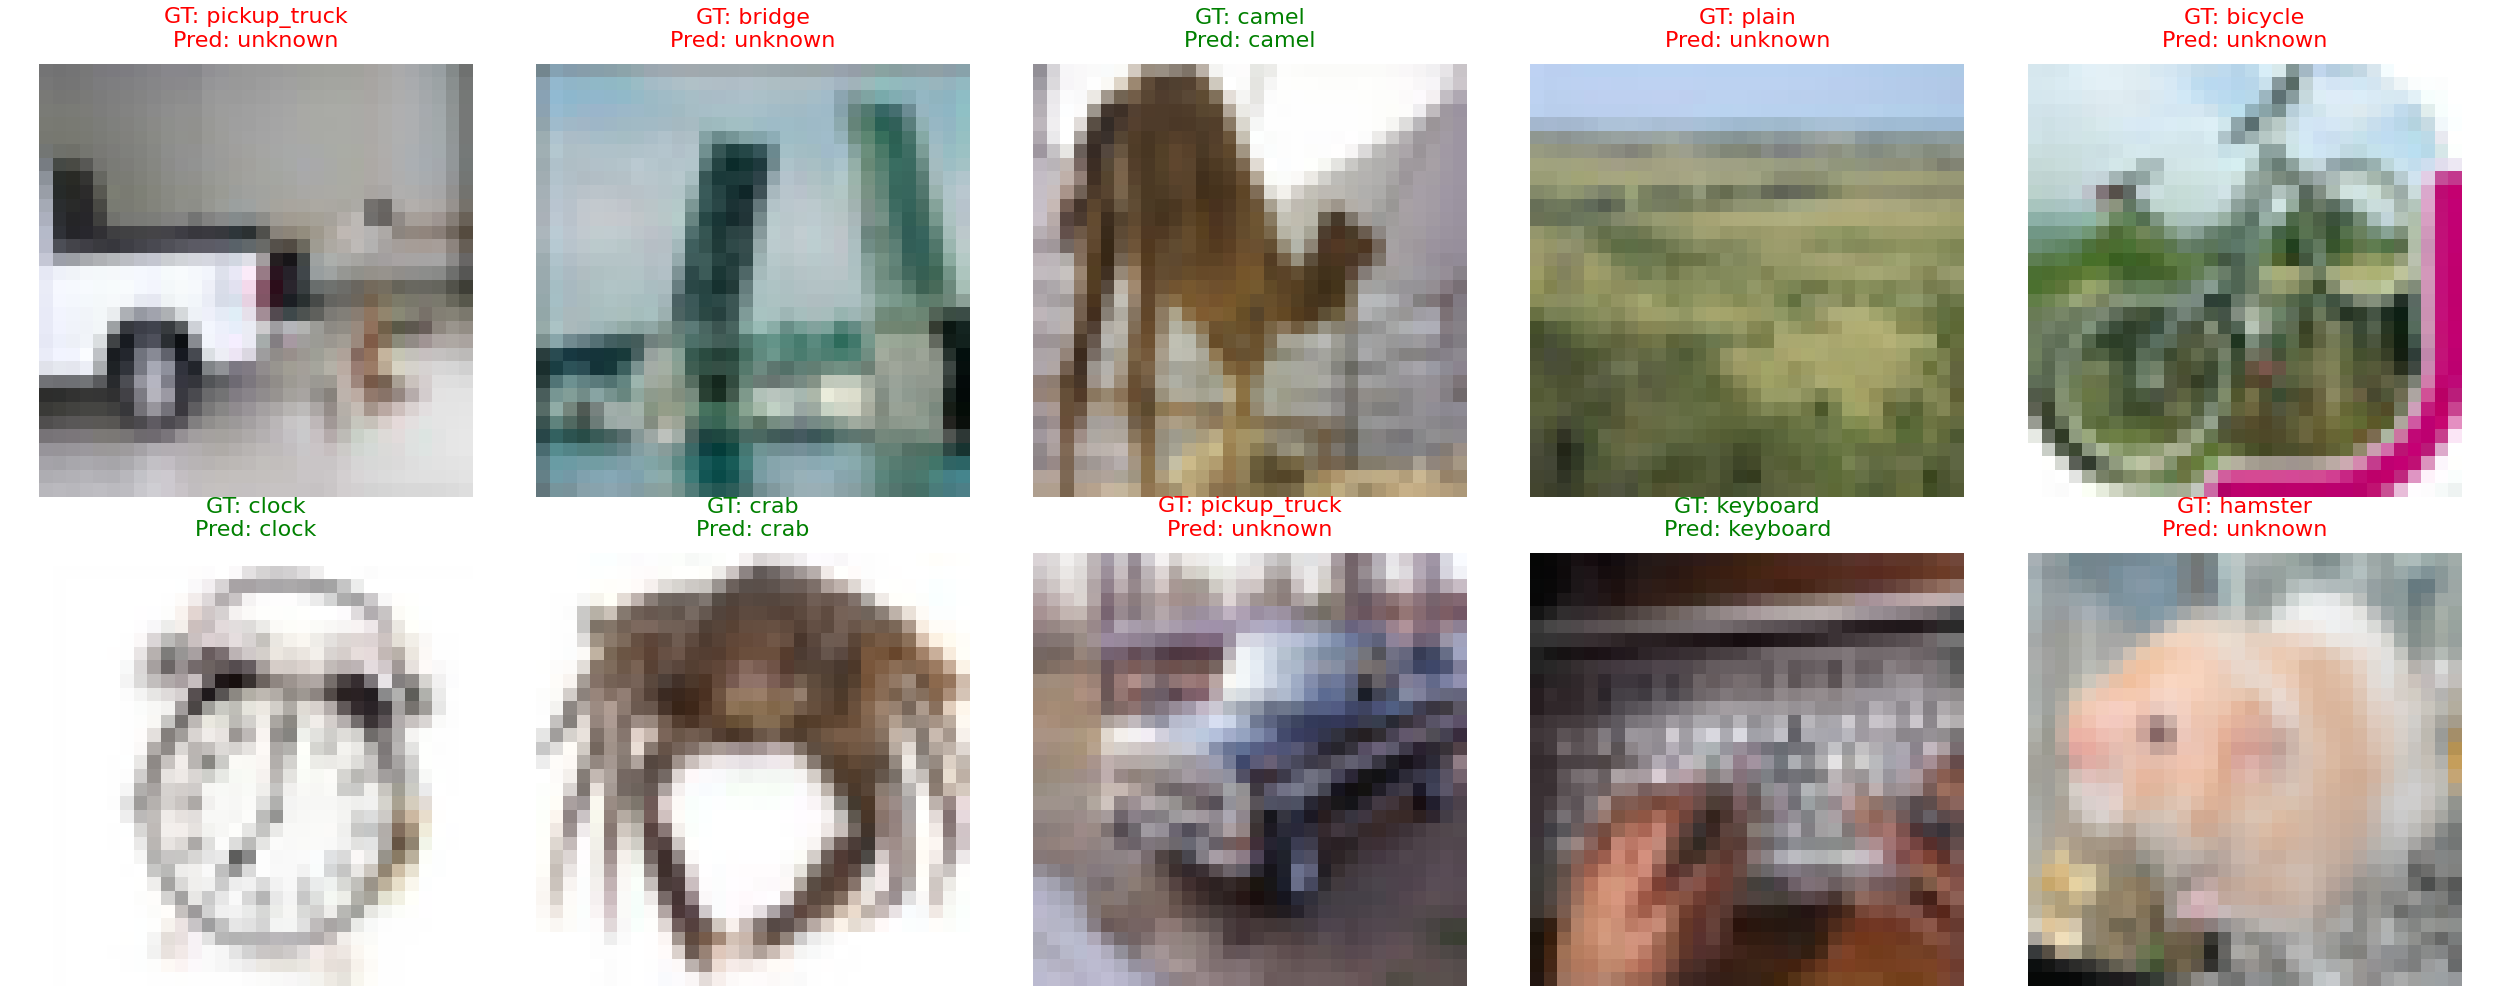 GT: pickup_truck
Pred: unknown
GT: bridge
Pred: unknown
GT: camel
Pred: camel
GT: plain
Pred: unknown
GT: bicycle
Pred: unknown
GT: clock
Pred: clock
GT: crab
Pred: crab
GT: pickup_truck
Pred: unknown
GT: keyboard
Pred: keyboard
GT: hamster
Pred: unknown